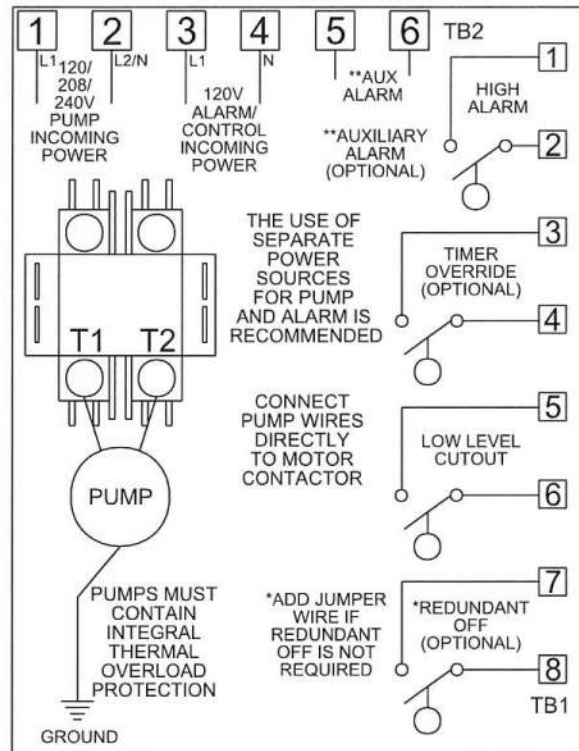 1 2 3 4 5 6 TB2
L1 L2/N L1 N
120/
208/
240V
PUMP
INCOMING
POWER
120V
ALARM/
CONTROL
INCOMING
POWER
**AUX
ALARM
**AUXILIARY
ALARM
(OPTIONAL)
1
HIGH
ALARM
2
THE USE OF
SEPARATE
POWER
SOURCES
FOR PUMP
AND ALARM IS
RECOMMENDED
3
TIMER
OVERRIDE
(OPTIONAL)
4
T1 T2
CONNECT
PUMP WIRES
DIRECTLY
TO MOTOR
CONTACTOR
5
LOW LEVEL
CUTOUT
6
PUMP
PUMPS MUST
CONTAIN
INTEGRAL
THERMAL
OVERLOAD
PROTECTION
GROUND
*ADD JUMPER
WIRE IF
REDUNDANT
OFF IS NOT
REQUIRED
7
*REDUNDANT
OFF
(OPTIONAL)
8
TB1